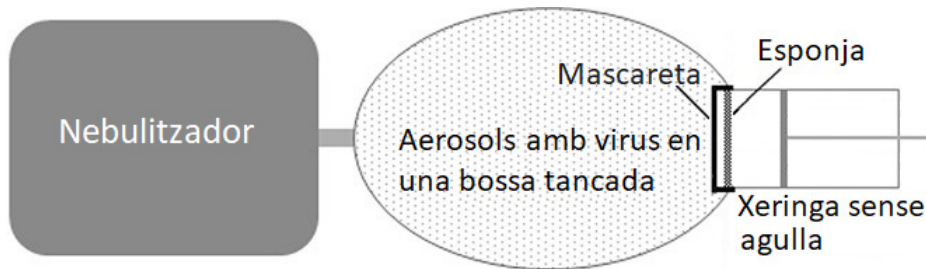 Nebulitzador
Mascareta
Esponja
Aerosols amb virus en
una bossa tancada
Xeringa sense
agulla